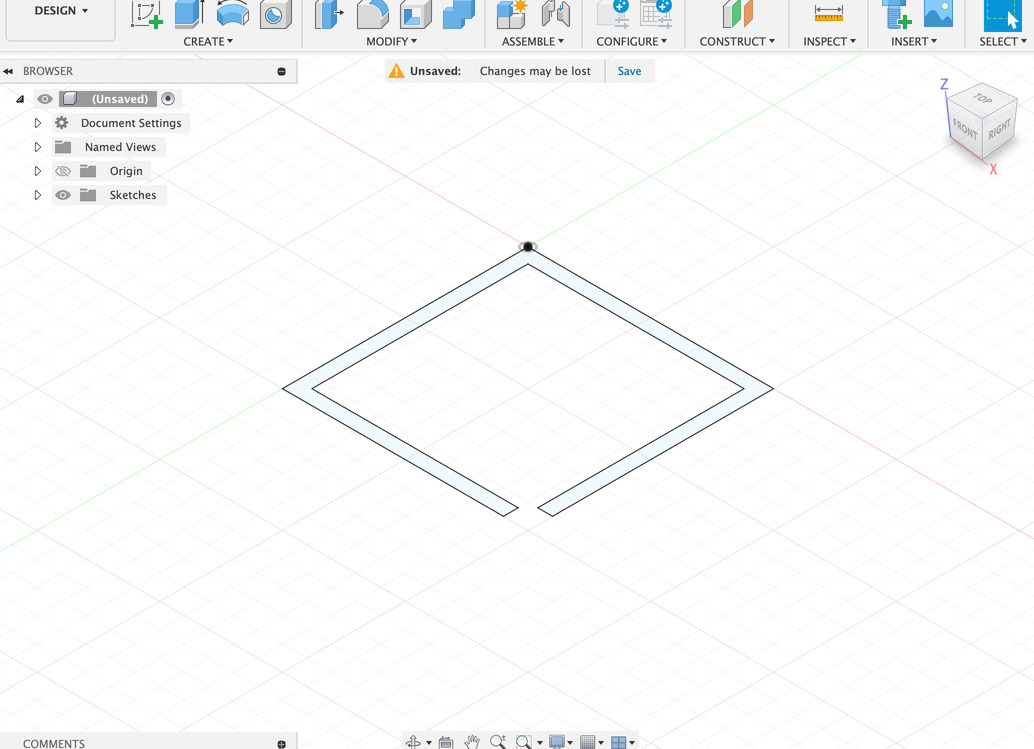 DESIGN
CREATE
MODIFY
ASSEMBLE
CONFIGURE
CONSTRUCT
INSPECT
INSERT
SELECT
BROWSER
Unsaved: Changes may be lost Save
(Unsaved)
Document Settings
Named Views
Origin
Sketches
Z
TOP
FRONT
RIGHT
X
COMMENTS